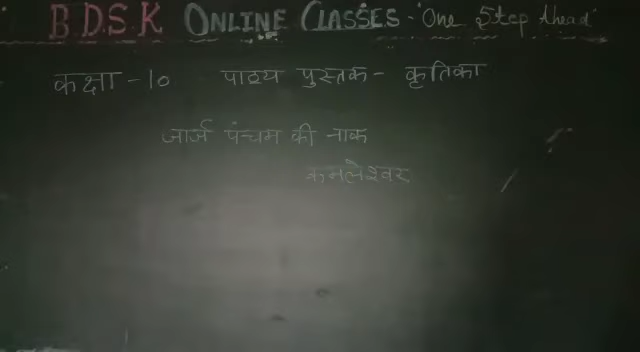 B.D.S.K ONLINE CLASSES - 'One Step Ahead'
कक्षा - 10 पाठ्य पुस्तक - कृतिका
जार्ज पंचम की नाक
कमलेश्वर